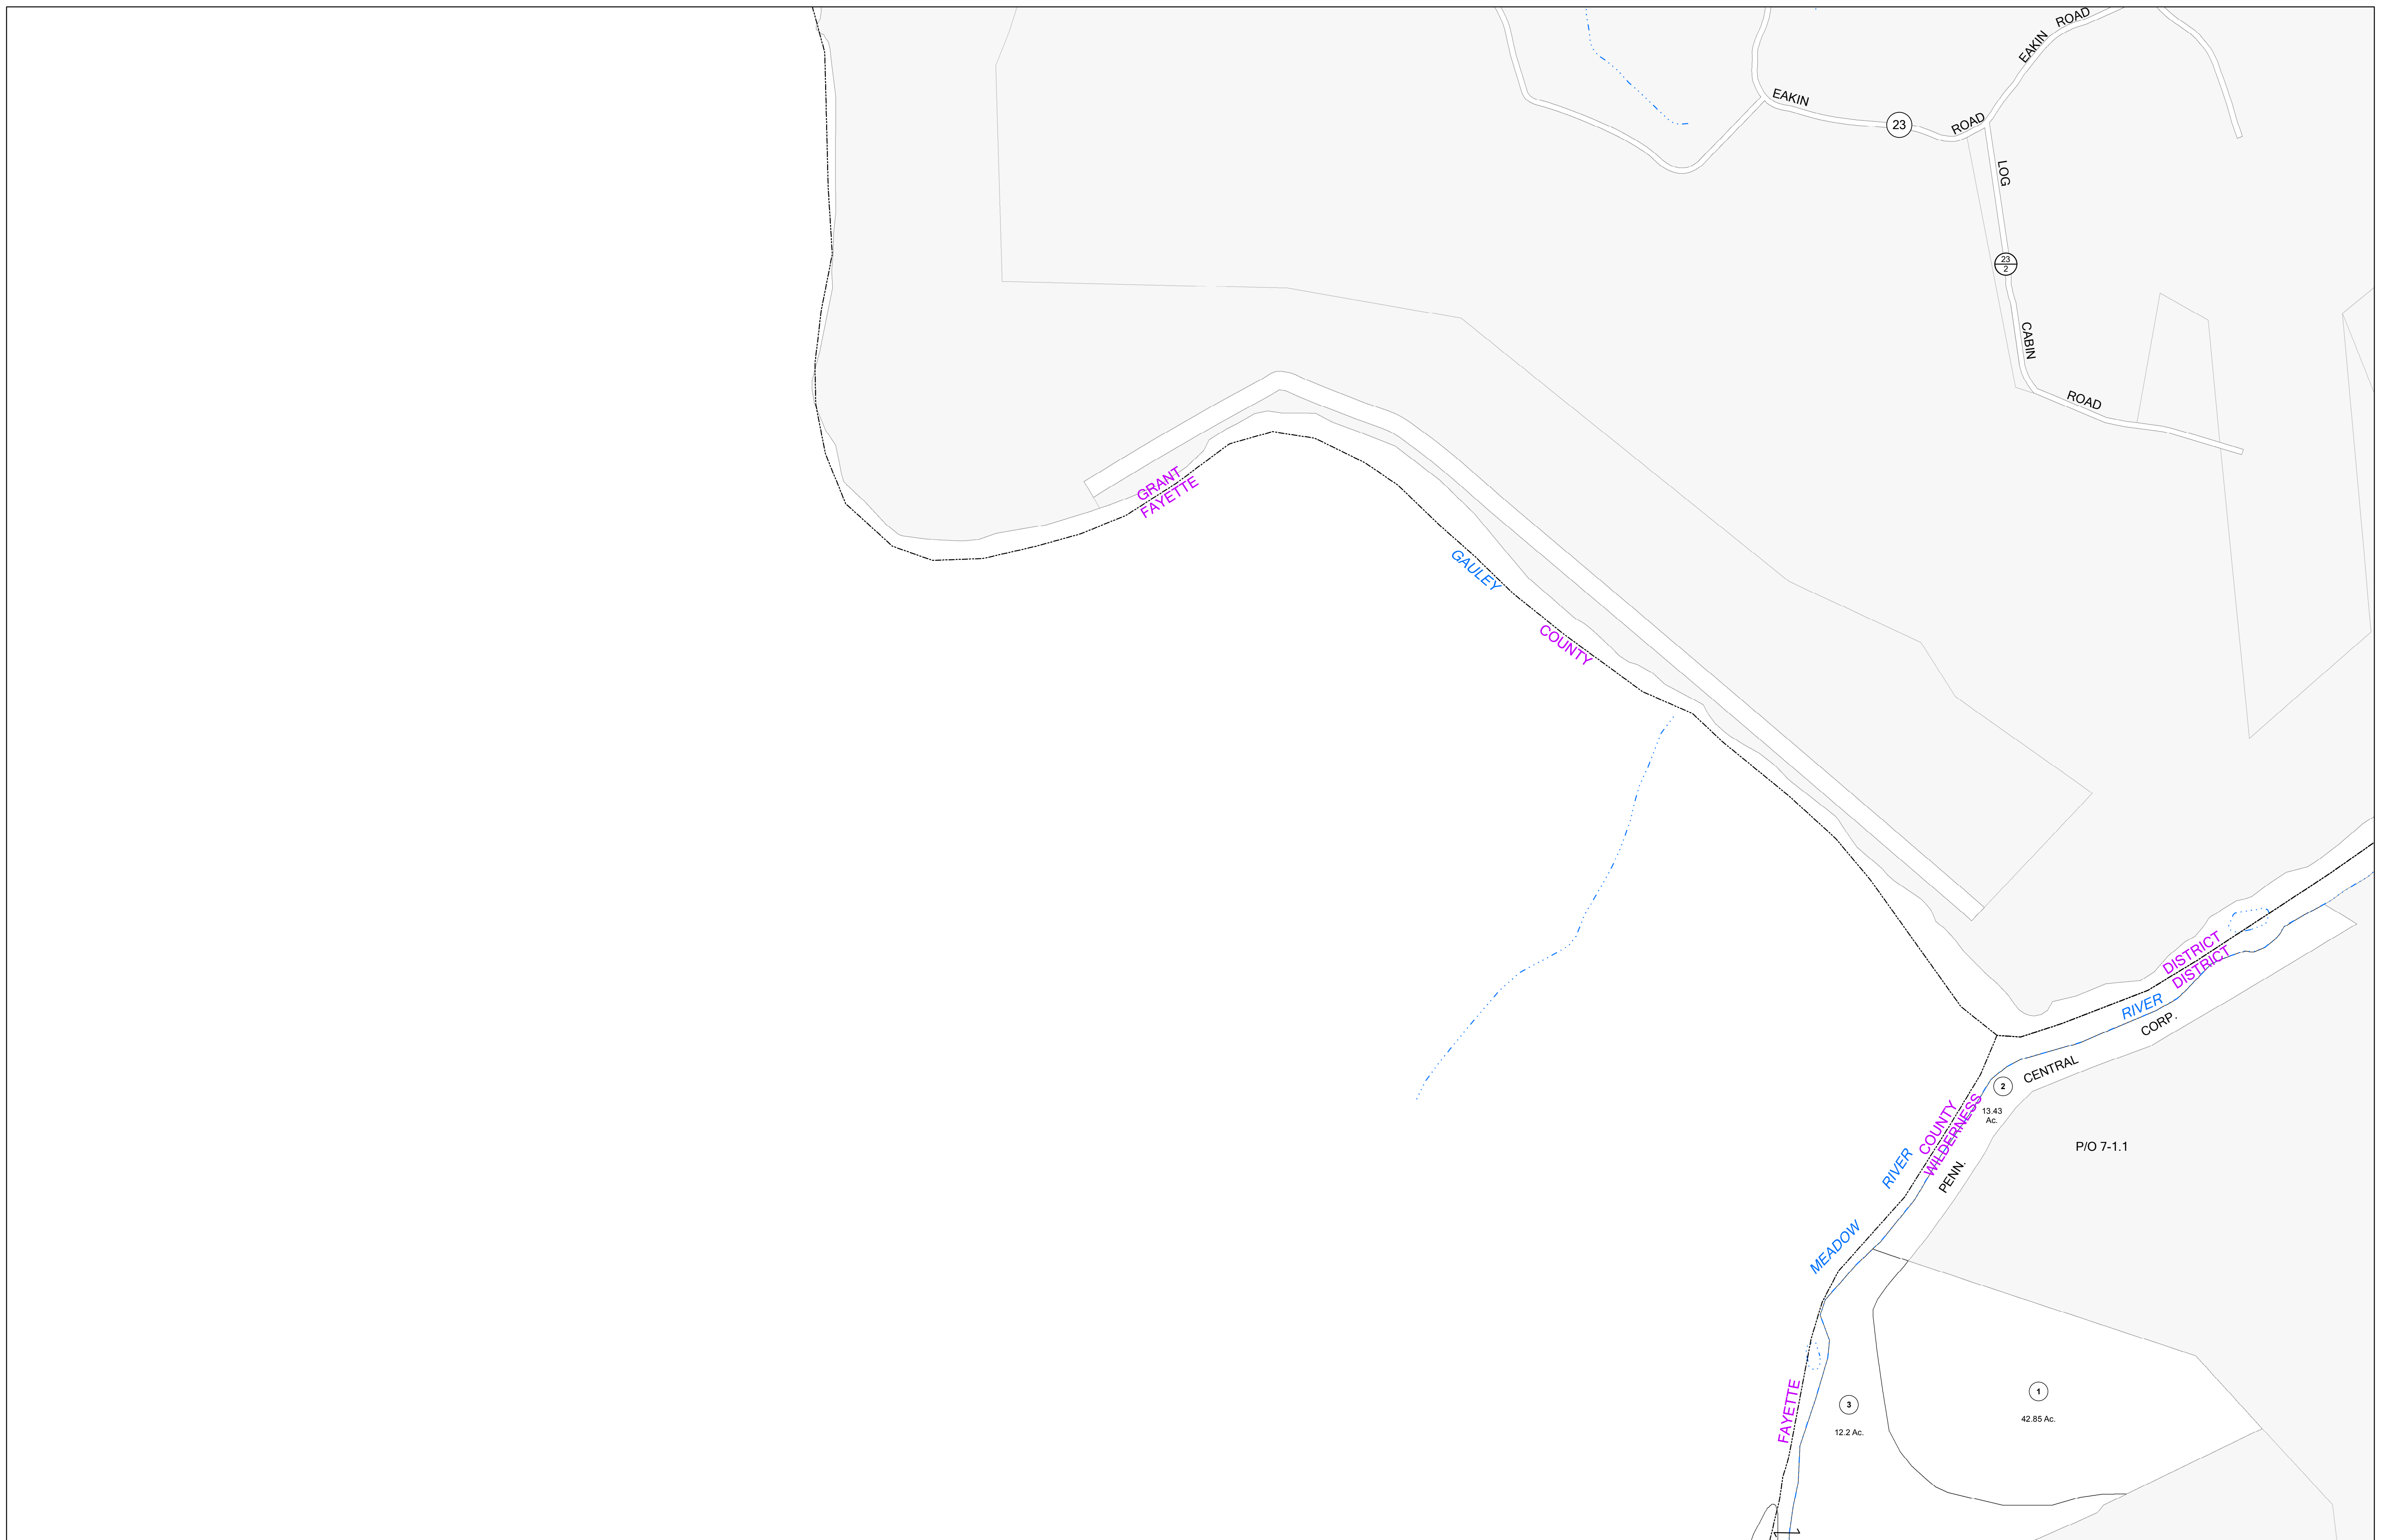 ROAD
EAKIN
EAKIN
23
ROAD
LOG
23
2
CABIN
ROAD
GRANT
FAYETTE
GAULEY
COUNTY
DISTRICT
DISTRICT
RIVER
CORP.
CENTRAL
2
13.43
Ac.
COUNTY
WILDERNESS
P/O 7-1.1
RIVER
PENN.
MEADOW
FAYETTE
1
3
42.85 Ac.
12.2 Ac.
1